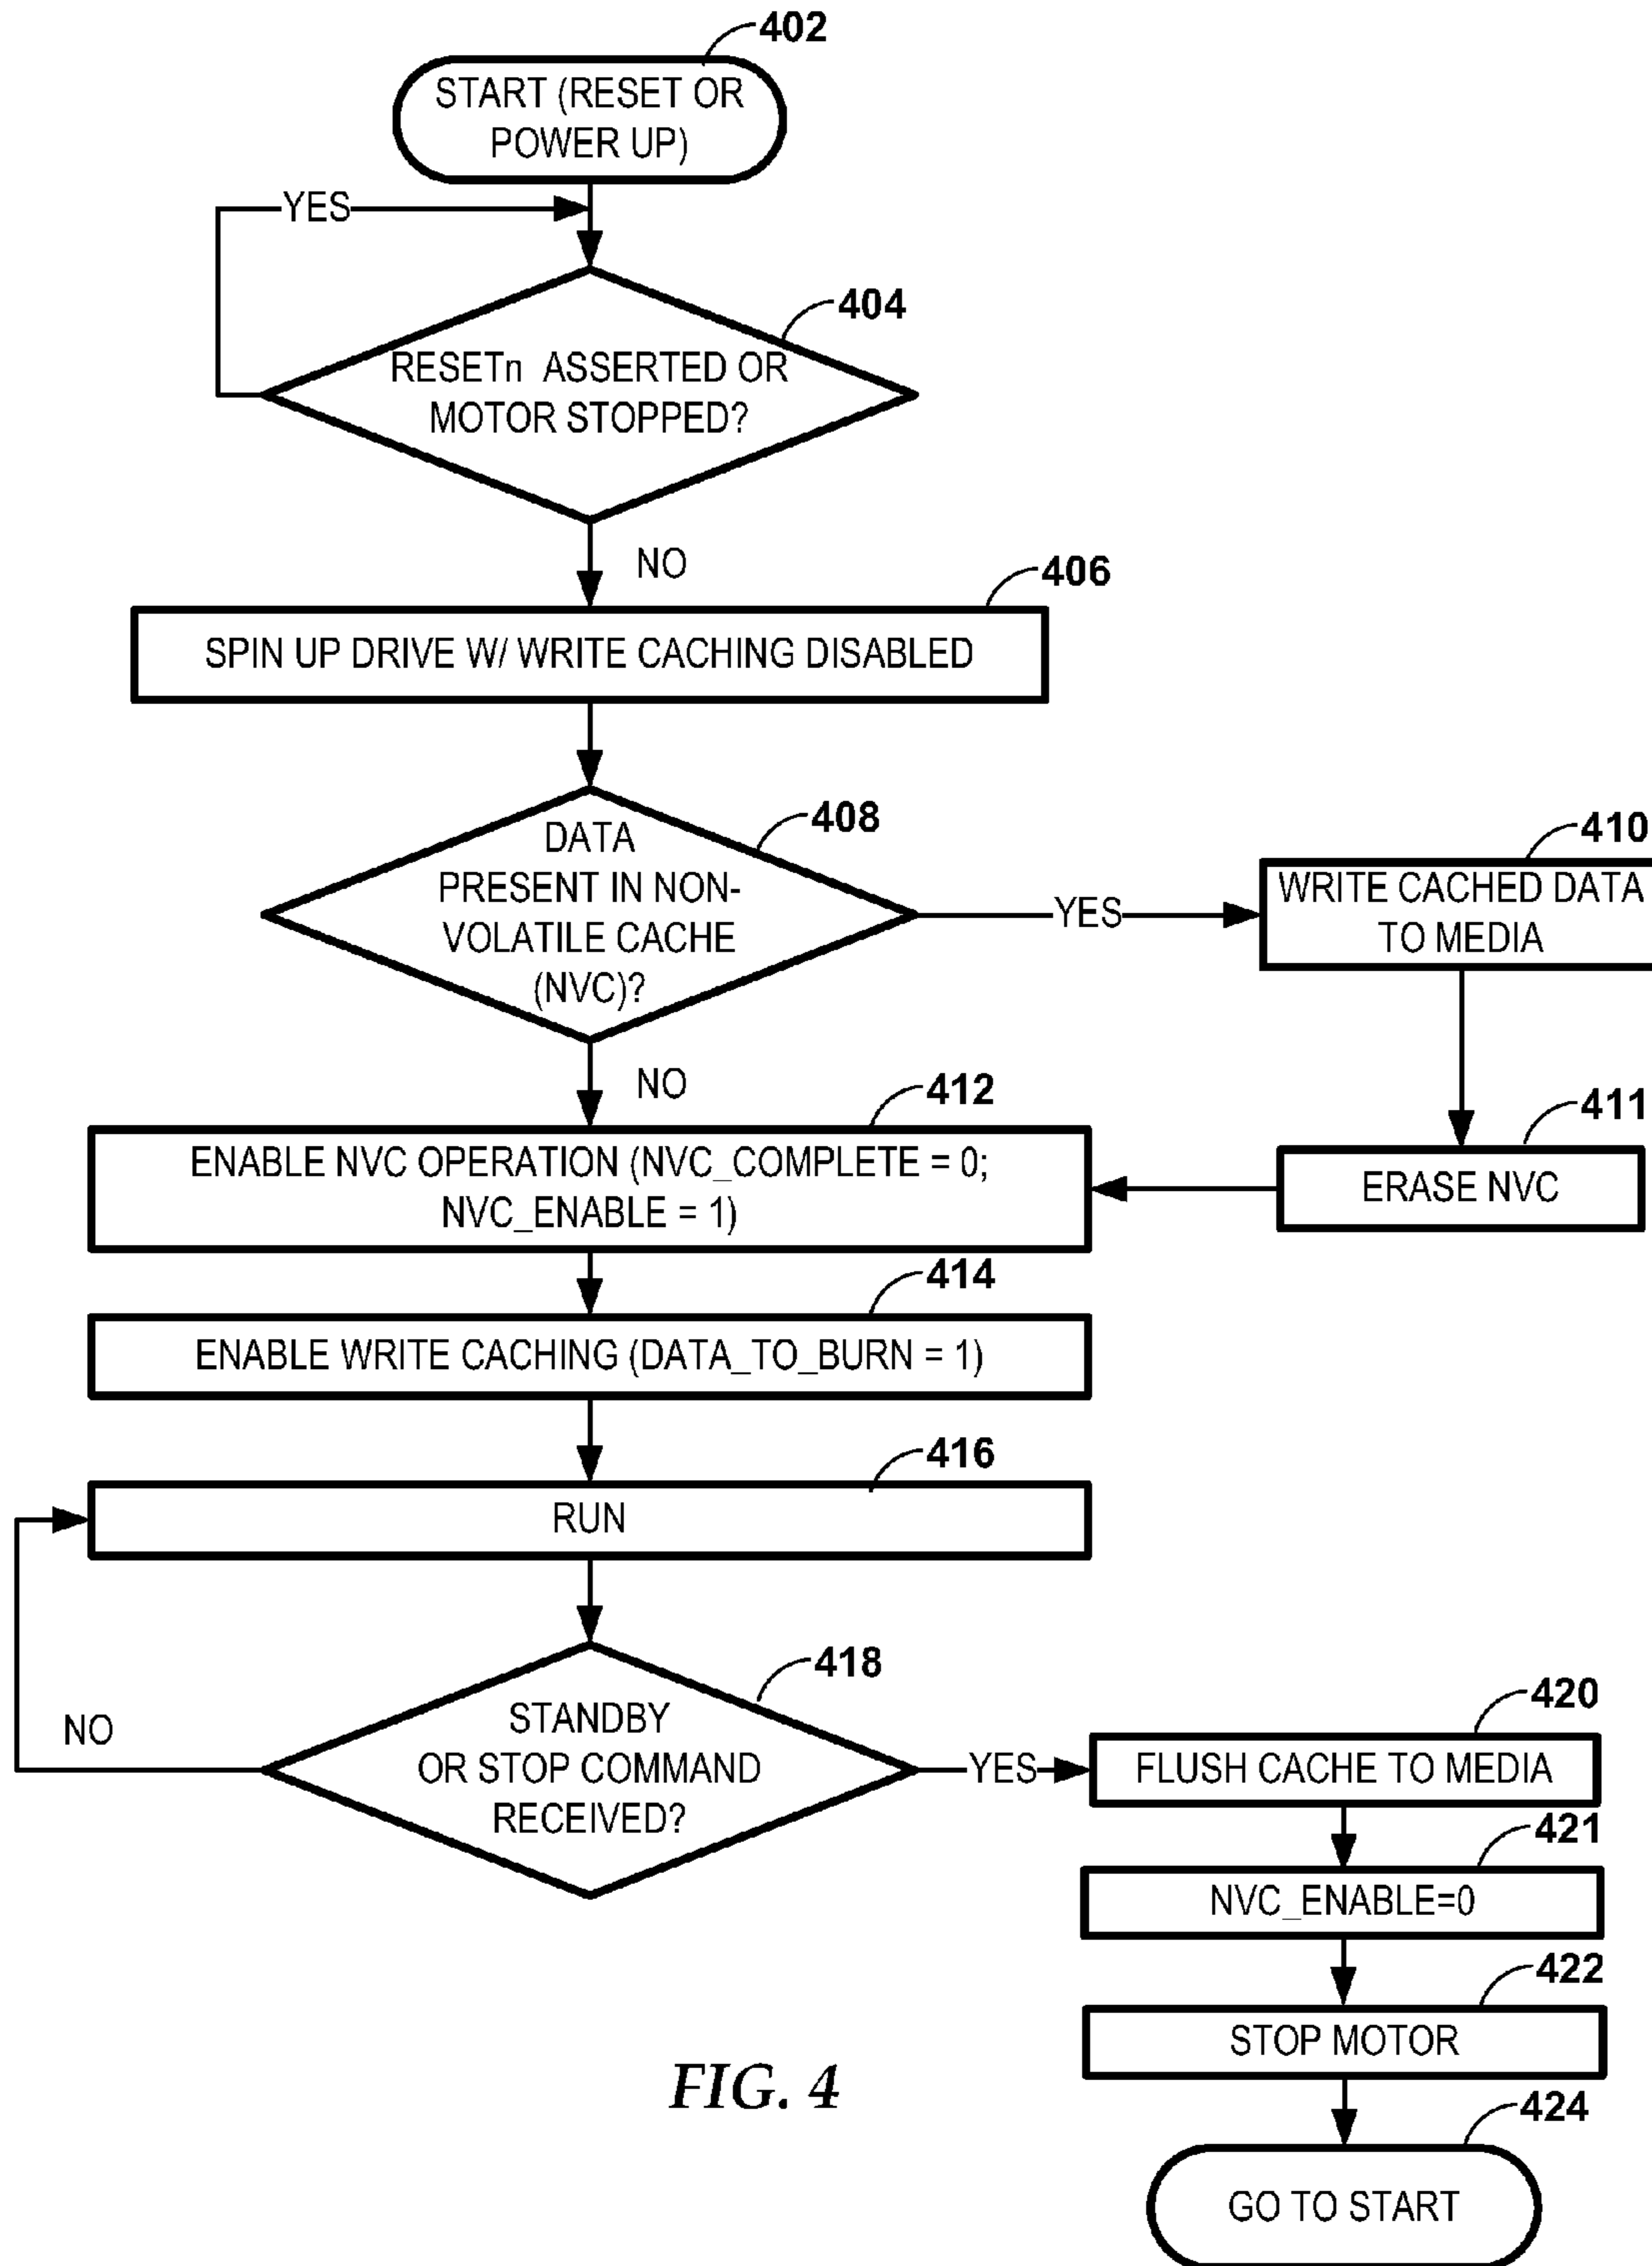 402
START (RESET OR
POWER UP)
YES
404
RESETn ASSERTED OR
MOTOR STOPPED?
NO
406
SPIN UP DRIVE W/ WRITE CACHING DISABLED
408
DATA
PRESENT IN NON-
VOLATILE CACHE
(NVC)?
YES
410
WRITE CACHED DATA
TO MEDIA
NO
411
ERASE NVC
412
ENABLE NVC OPERATION (NVC_COMPLETE = 0;
NVC_ENABLE = 1)
414
ENABLE WRITE CACHING (DATA_TO_BURN = 1)
416
RUN
418
STANDBY
OR STOP COMMAND
RECEIVED?
NO
YES
420
FLUSH CACHE TO MEDIA
421
NVC_ENABLE=0
422
STOP MOTOR
424
GO TO START
FIG. 4